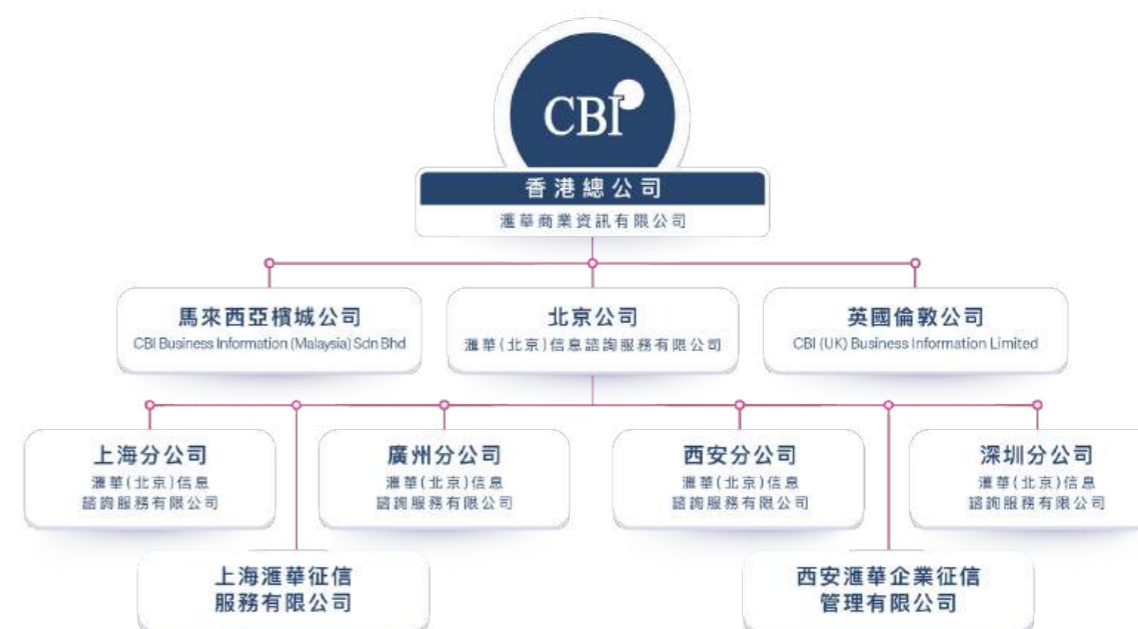 CBI
香港總公司
滙華商業資訊有限公司
馬來西亞檳城公司
CBI Business Information (Malaysia) Sdn Bhd
北京公司
滙華(北京)信息諮詢服務有限公司
英國倫敦公司
CBI (UK) Business Information Limited
上海分公司
滙華(北京)信息
諮詢服務有限公司
廣州分公司
滙華(北京)信息
諮詢服務有限公司
西安分公司
滙華(北京)信息
諮詢服務有限公司
深圳分公司
滙華(北京)信息
諮詢服務有限公司
上海滙華征信
服務有限公司
西安滙華企業征信
管理有限公司